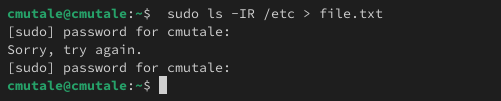 cmutale@cmutale:~$  sudo ls -IR /etc > file.txt
[sudo] password for cmutale:
Sorry, try again.
[sudo] password for cmutale:
cmutale@cmutale:~$